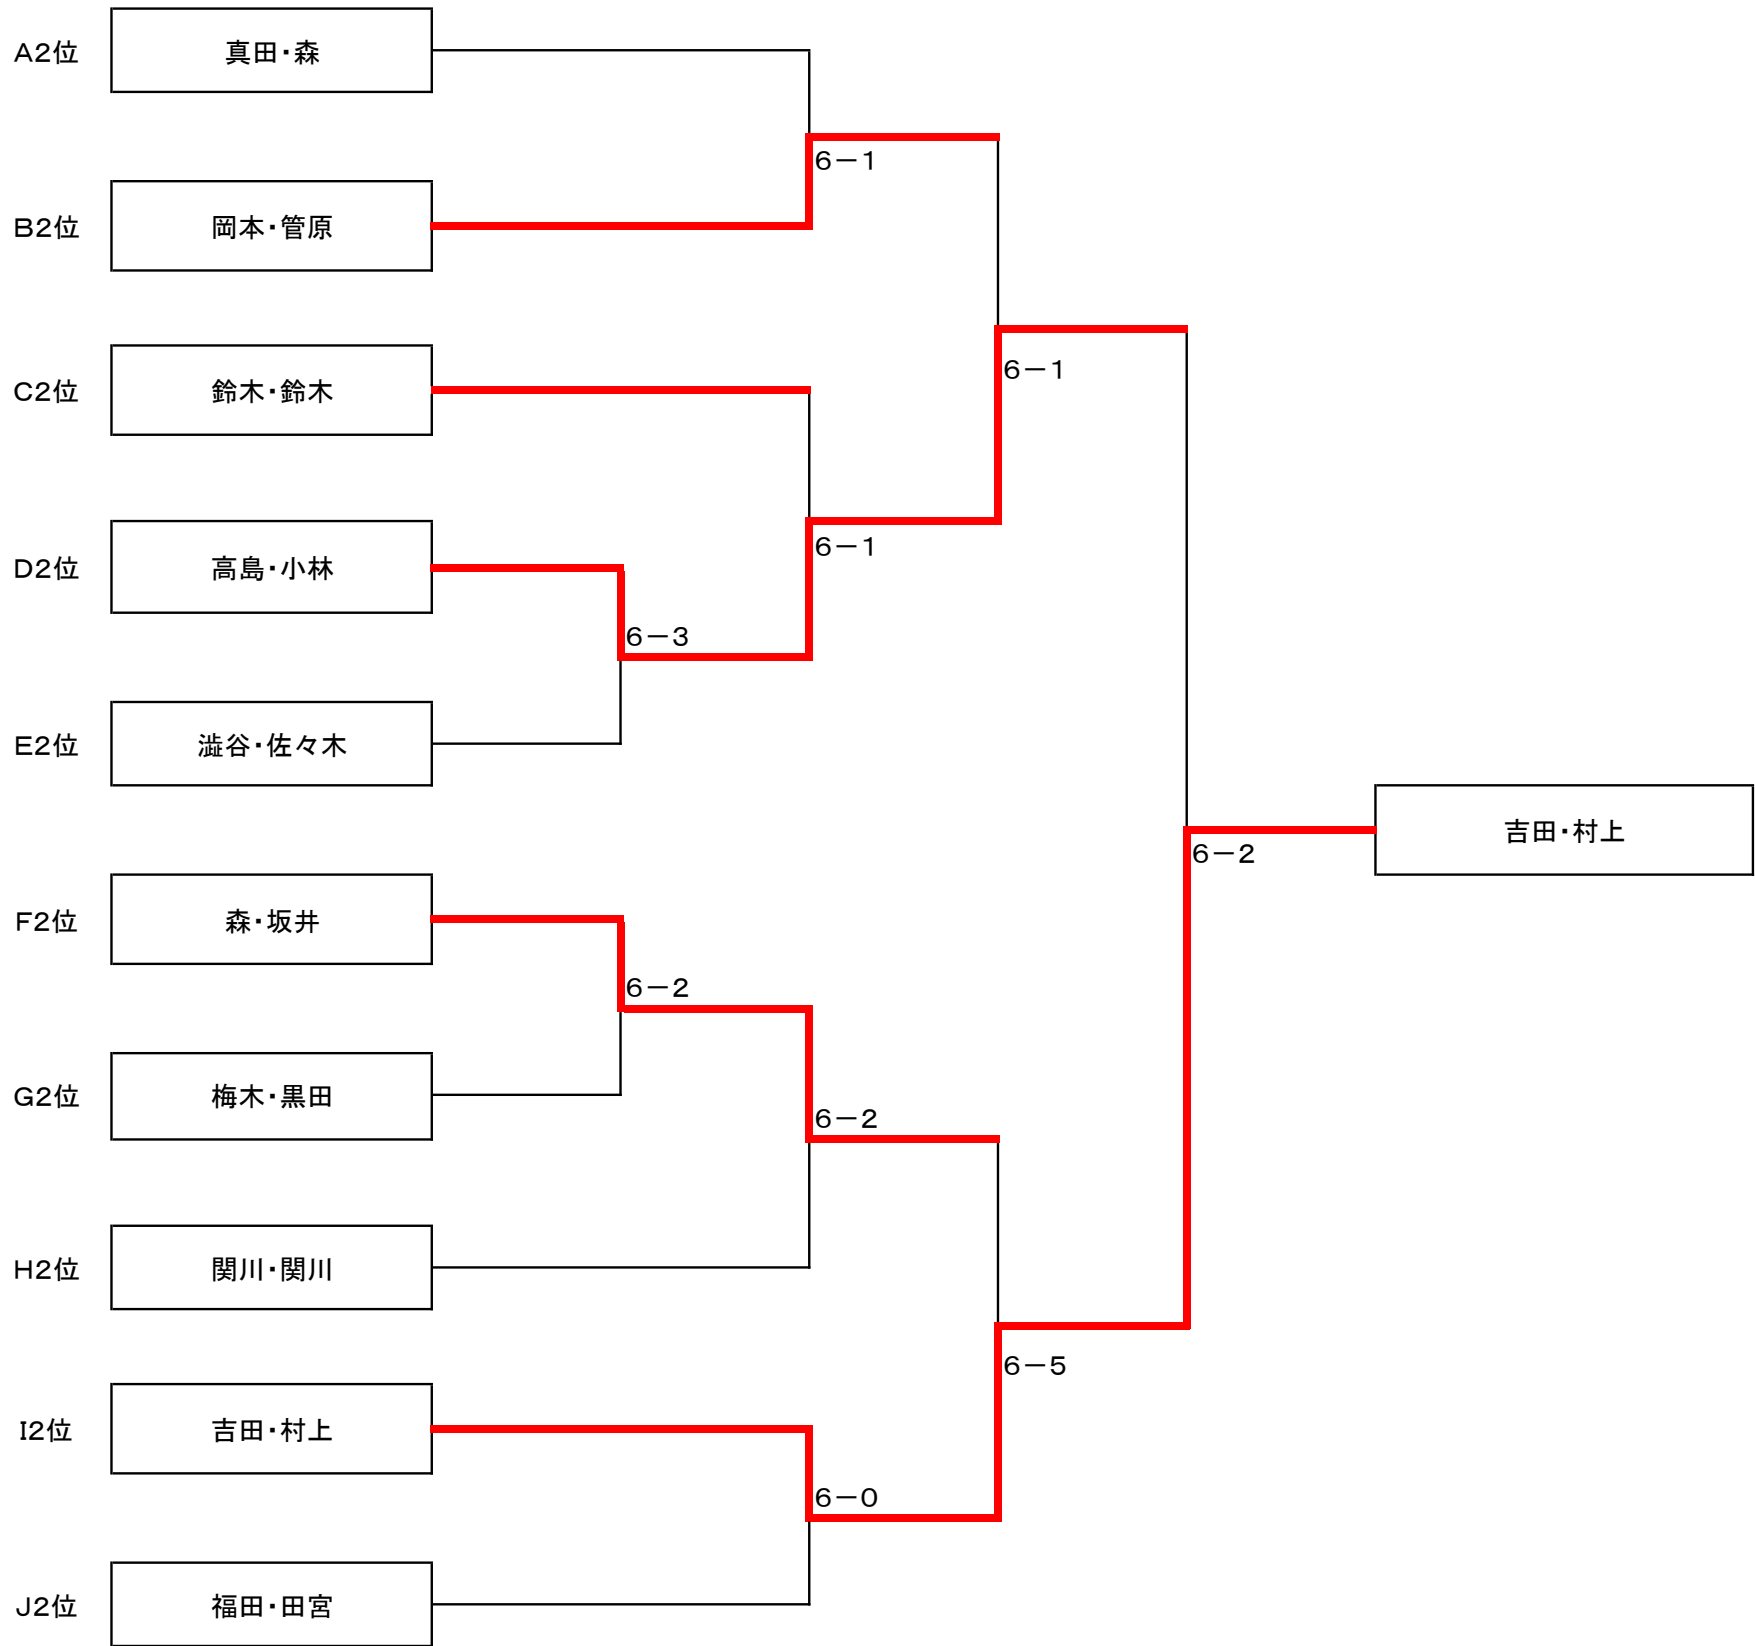 A2位 真田・森
6－1
B2位 岡本・管原
C2位 鈴木・鈴木
6－1
D2位 高島・小林
6－1
6－3
E2位 澁谷・佐々木
吉田・村上
6－2
F2位 森・坂井
6－2
G2位 梅木・黒田
6－2
H2位 関川・関川
6－5
I2位 吉田・村上
6－0
J2位 福田・田宮